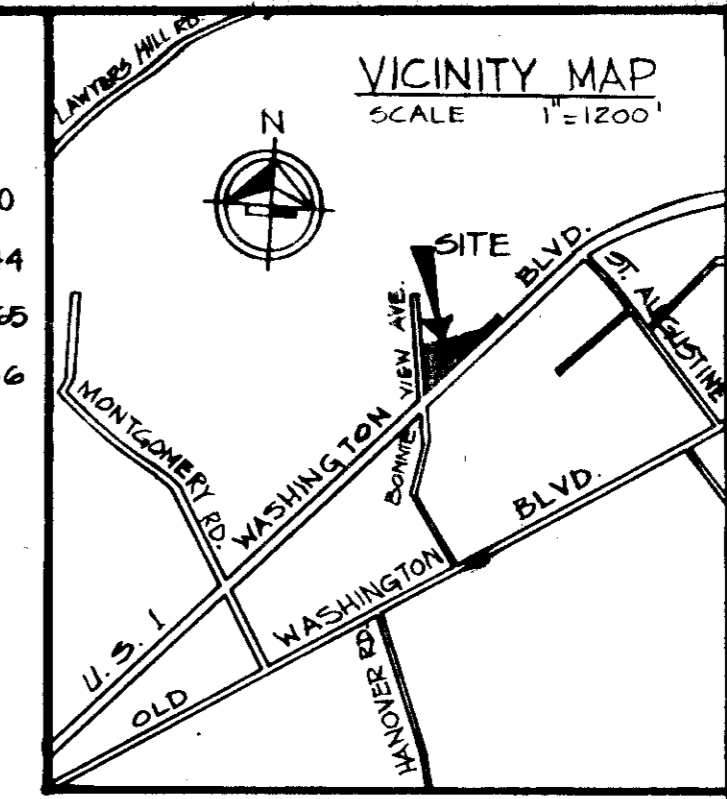 LAWYERS HILL RD.
VICINITY MAP
SCALE 1"=1200'
N
0
4
65
6
SITE
BLVD.
ST. AUGUSTINE
BONNIE VIEW AVE.
MONTGOMERY RD.
WASHINGTON
U.S. 1
OLD
WASHINGTON
BLVD.
HANOVER RD.